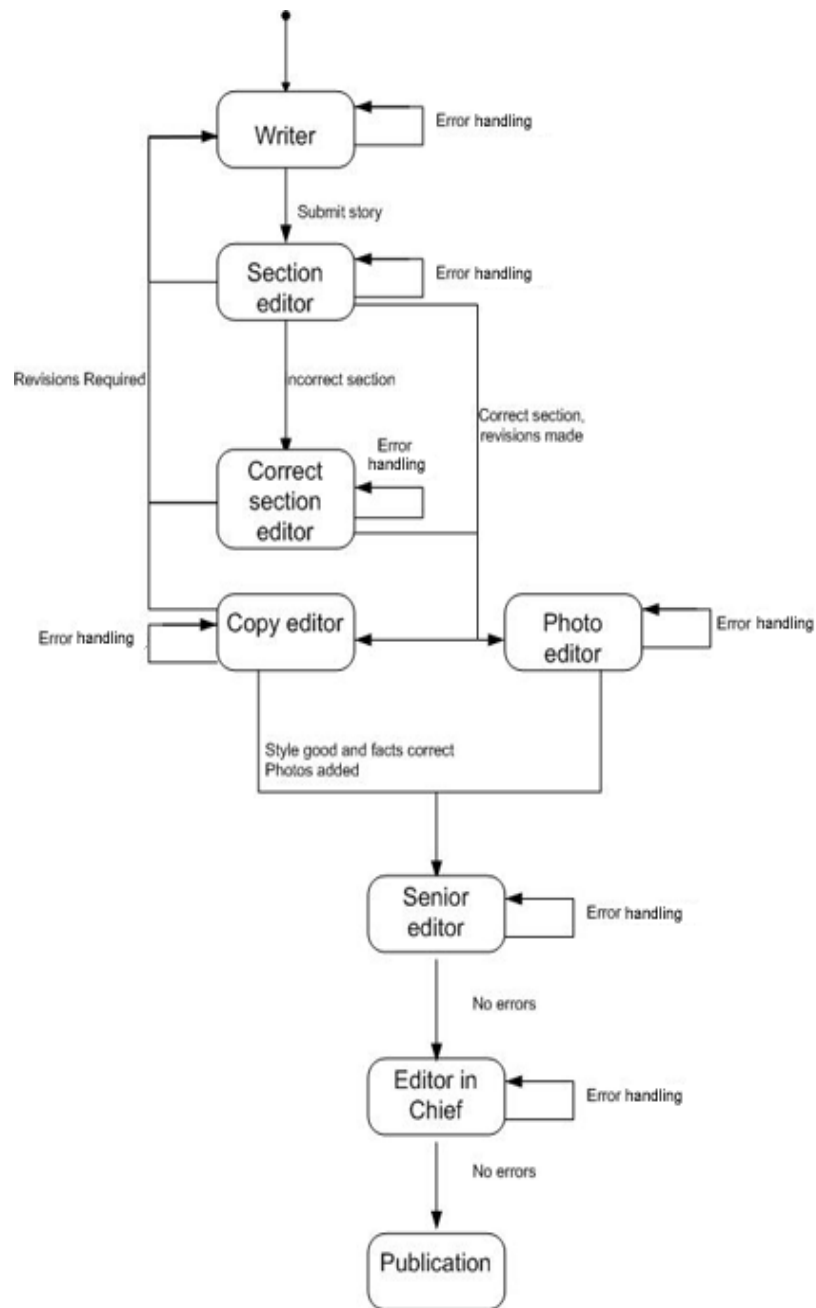 Writer
Error handling
Submit story
Section
editor
Error handling
Revisions Required
ncorrect section
Correct section,
revisions made
Error
handling
Correct
section
editor
Copy editor
Error handling
Photo
editor
Error handling
Style good and facts correct
Photos added
Senior
editor
Error handling
No errors
Editor in
Chief
Error handling
No errors
Publication